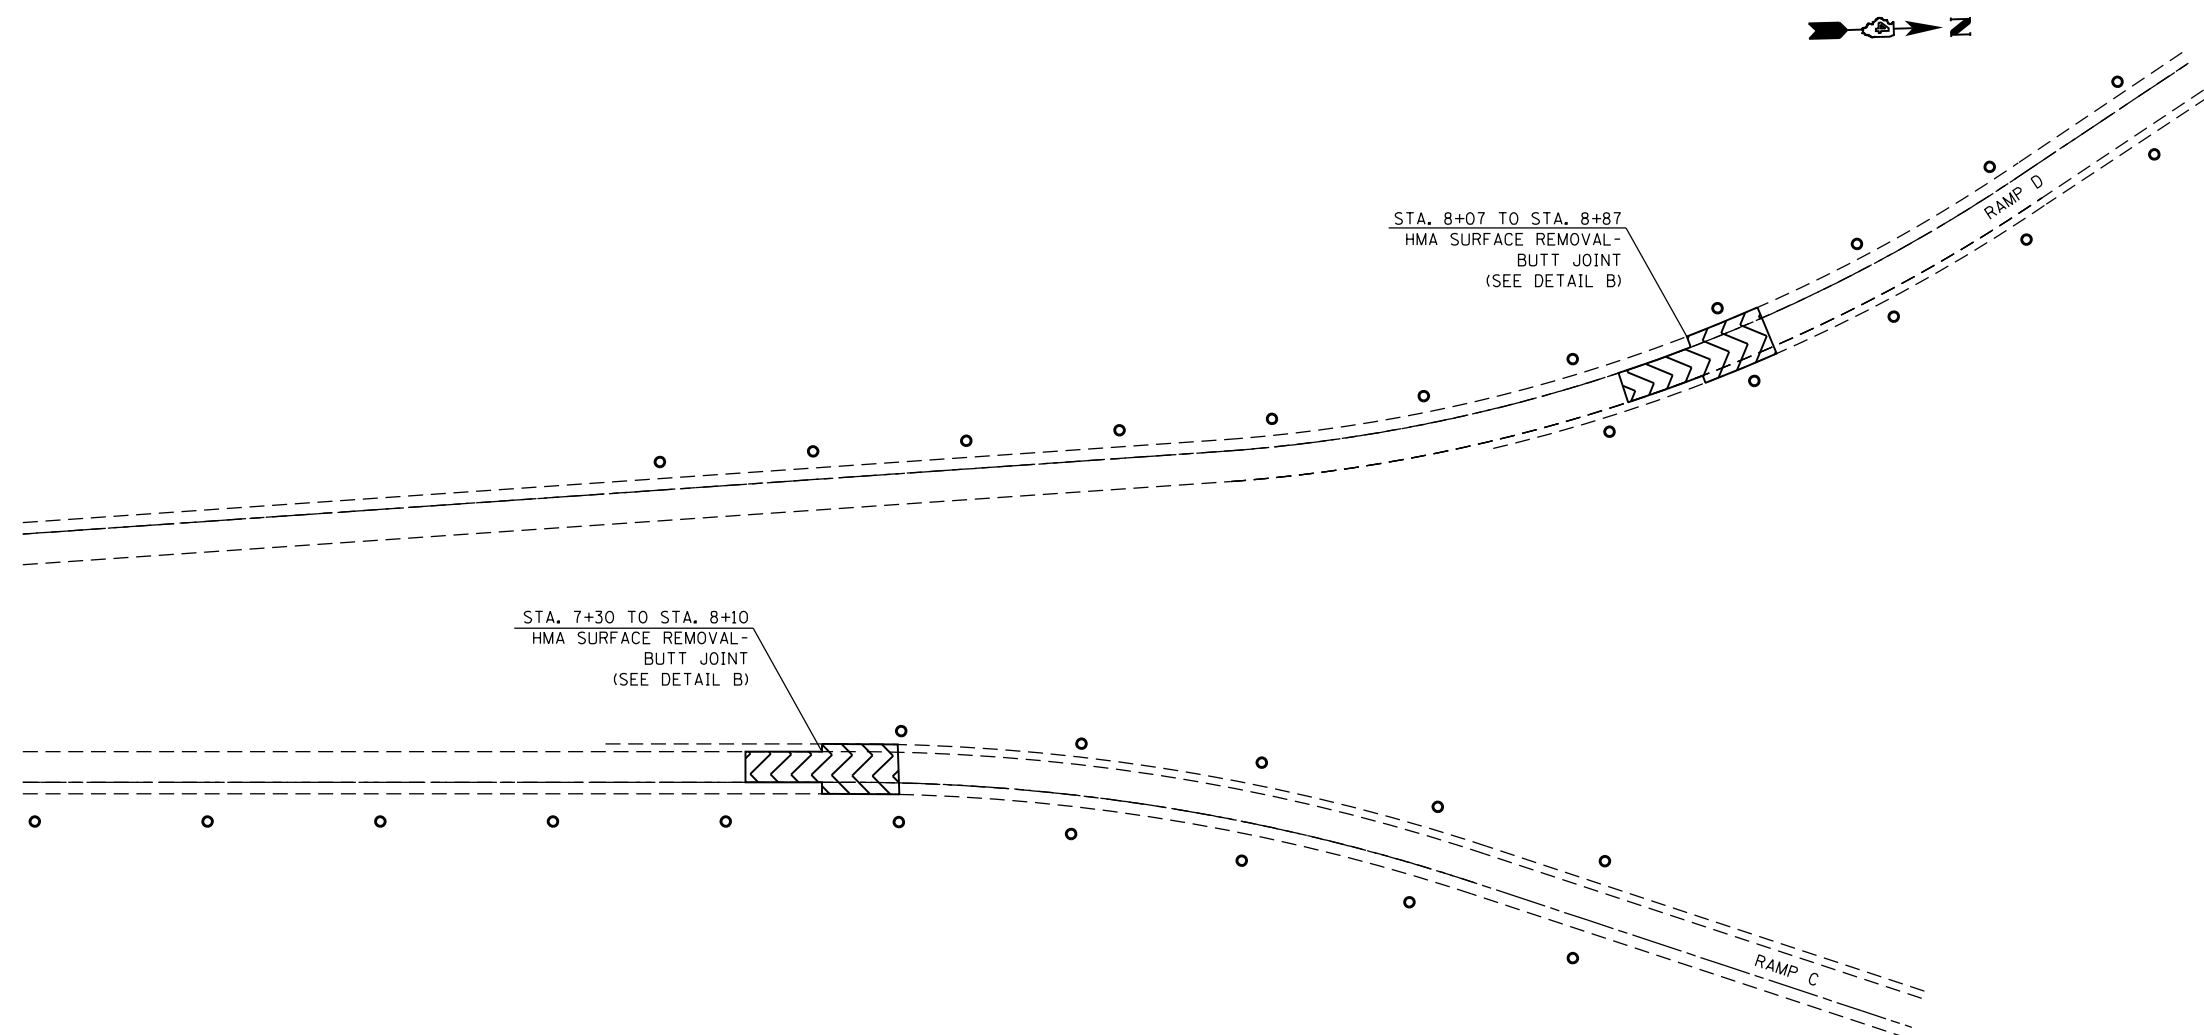 N
STA. 8+07 TO STA. 8+87
HMA SURFACE REMOVAL-
BUTT JOINT
(SEE DETAIL B)
RAMP D
STA. 7+30 TO STA. 8+10
HMA SURFACE REMOVAL-
BUTT JOINT
(SEE DETAIL B)
RAMP C